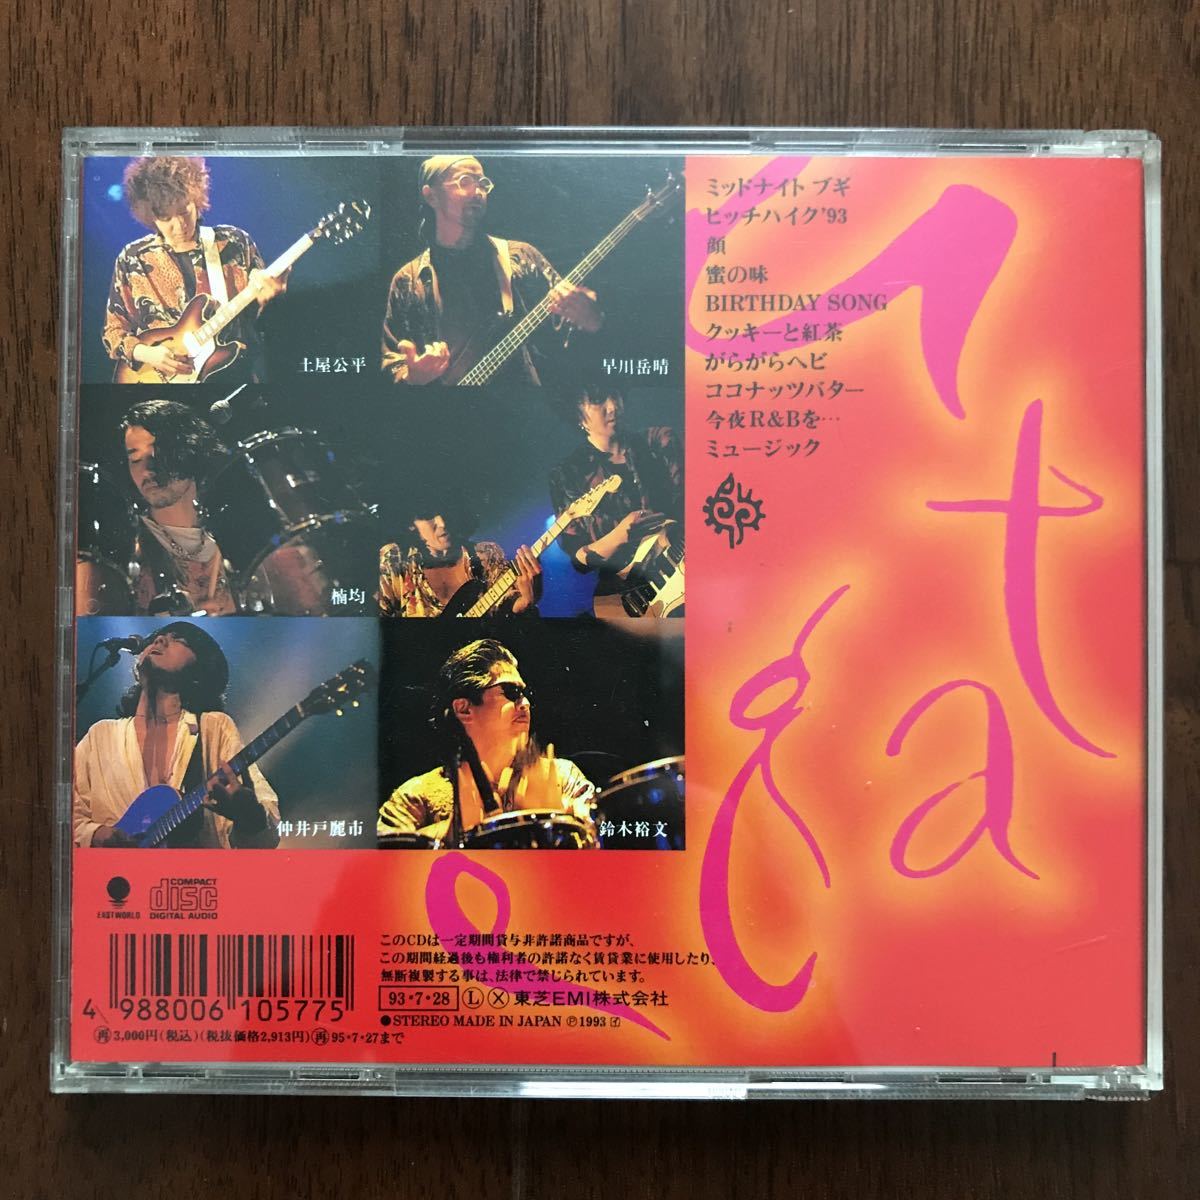 土屋公平
早川岳晴
楠均
仲井戸麗市
鈴木裕文
ミッドナイト ブギ
ヒッチハイク'93
顔
蜜の味
BIRTHDAY SONG
クッキーと紅茶
がらがらヘビ
ココナッツバター
今夜R&Bを…
ミュージック
EASTWORLD
COMPACT
disc
DIGITAL AUDIO
4 988006 105775
再3,000円(税込)(税抜価格2,913円)再95・7・27まで
このCDは一定期間貸与非許諾商品ですが、
この期間経過後も権利者の許諾なく賃貸業に使用したり、
無断複製する事は、法律で禁じられています。
93・7・28 Ⓛ Ⓧ 東芝EMI株式会社
●STEREO MADE IN JAPAN ℗1993